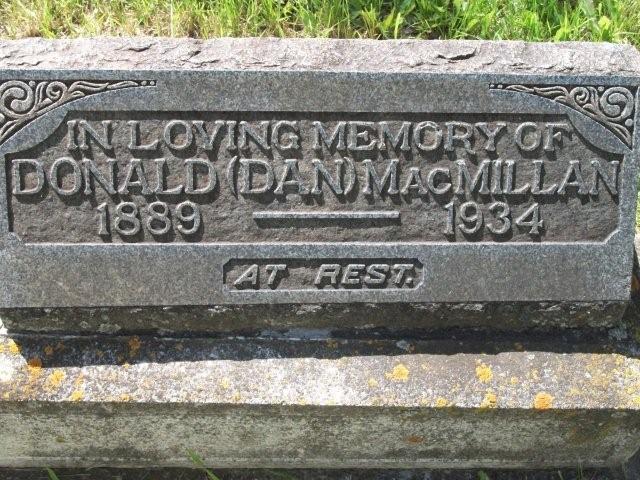 IN LOVING MEMORY OF
DONALD (DAN) MACMILLAN
1889 — 1934
AT REST.